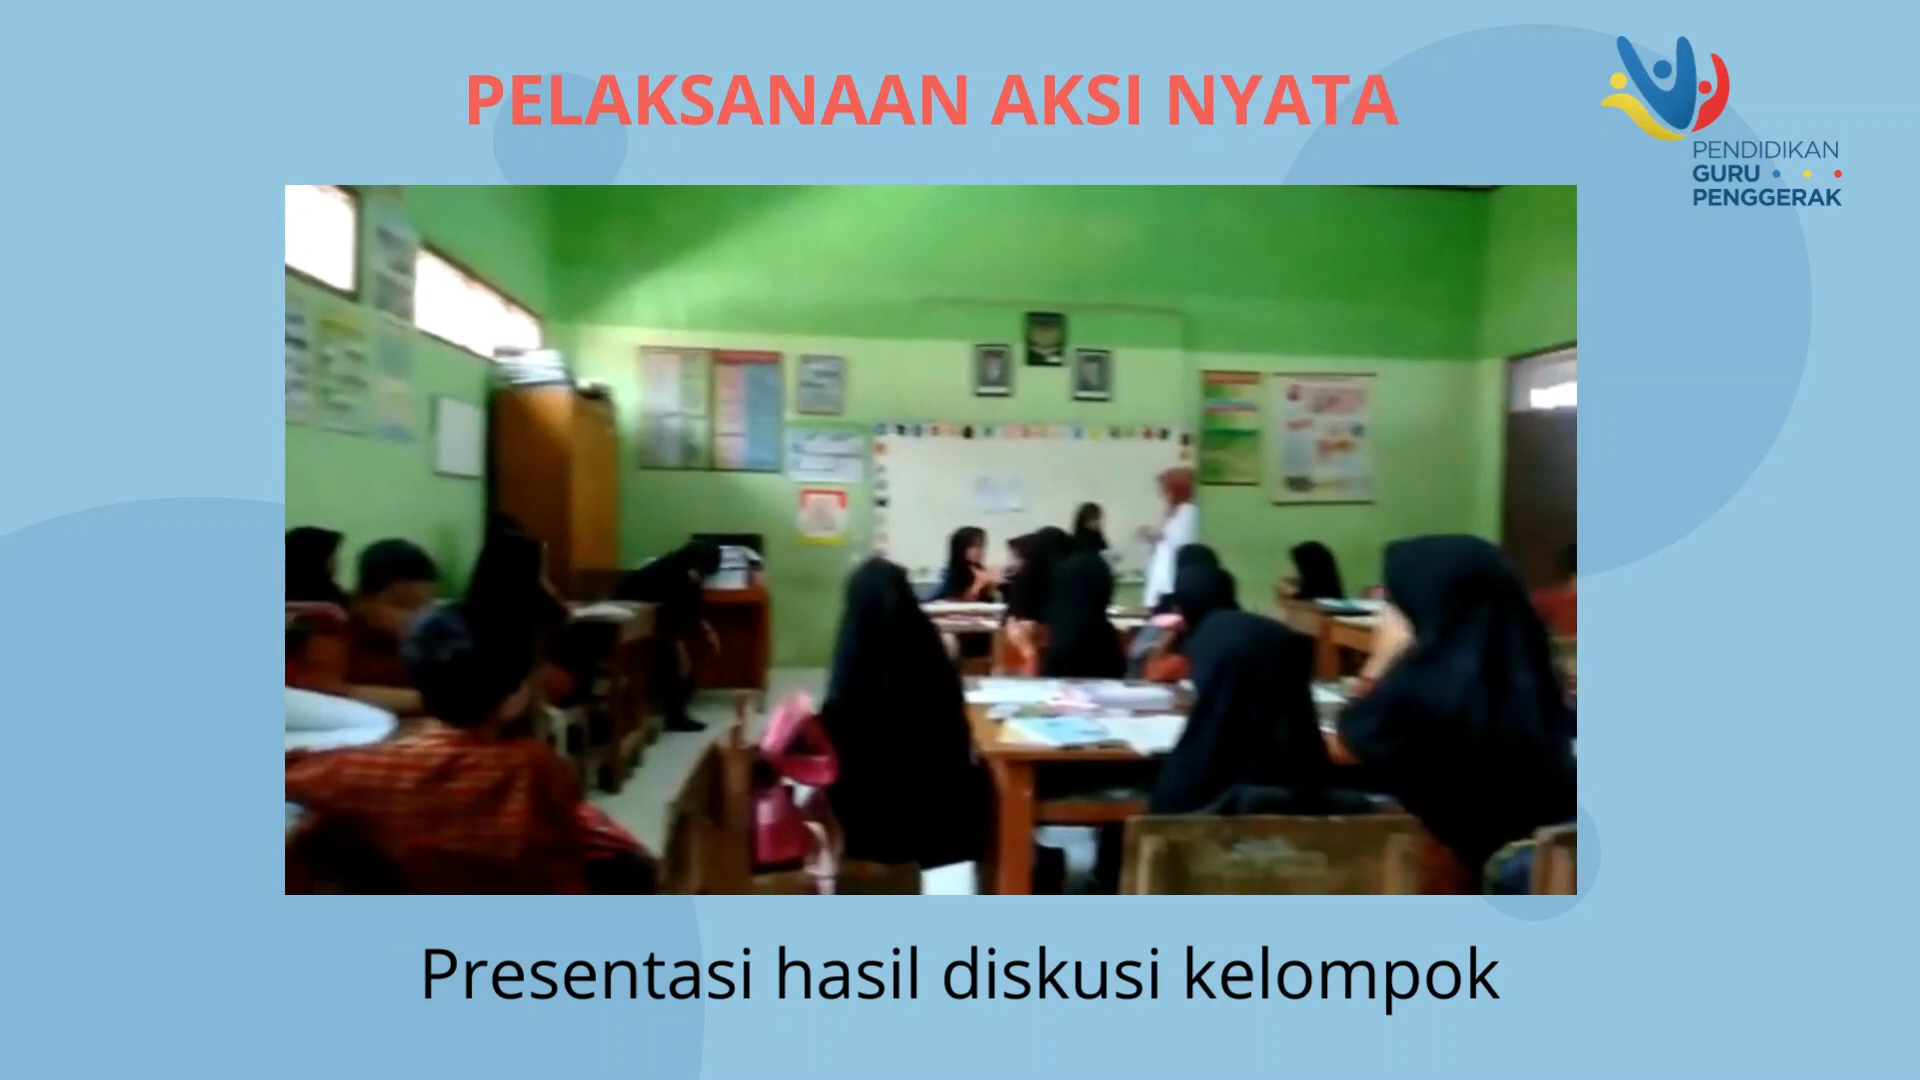 PELAKSANAAN AKSI NYATA
PENDIDIKAN
GURU
PENGGERAK
Presentasi hasil diskusi kelompok